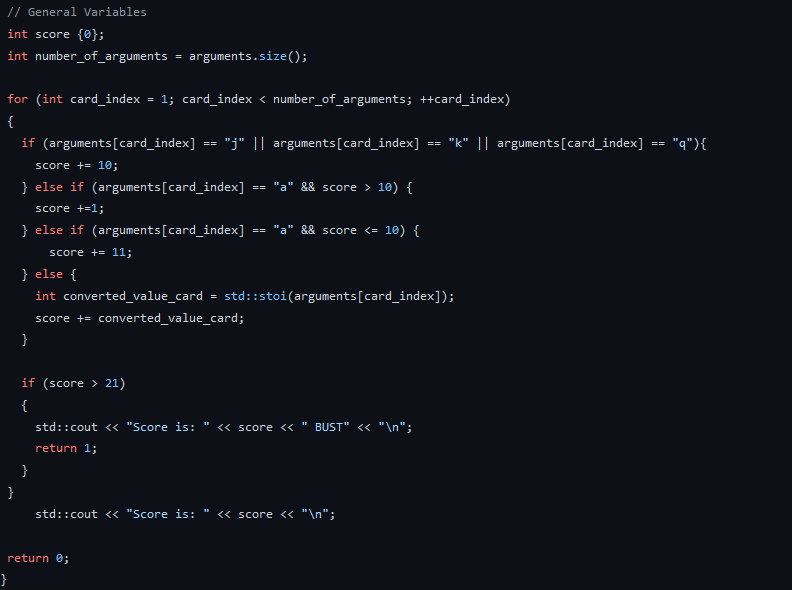 // General Variables
int score {0};
int number_of_arguments = arguments.size();

for (int card_index = 1; card_index < number_of_arguments; ++card_index)
{
  if (arguments[card_index] == "j" || arguments[card_index] == "k" || arguments[card_index] == "q"){
    score += 10;
  } else if (arguments[card_index] == "a" && score > 10) {
    score +=1;
  } else if (arguments[card_index] == "a" && score <= 10) {
      score += 11;
  } else {
    int converted_value_card = std::stoi(arguments[card_index]);
    score += converted_value_card;
  }

  if (score > 21)
  {
    std::cout << "Score is: " << score << " BUST" << "\n";
    return 1;
  }
}
    std::cout << "Score is: " << score << "\n";

return 0;
}